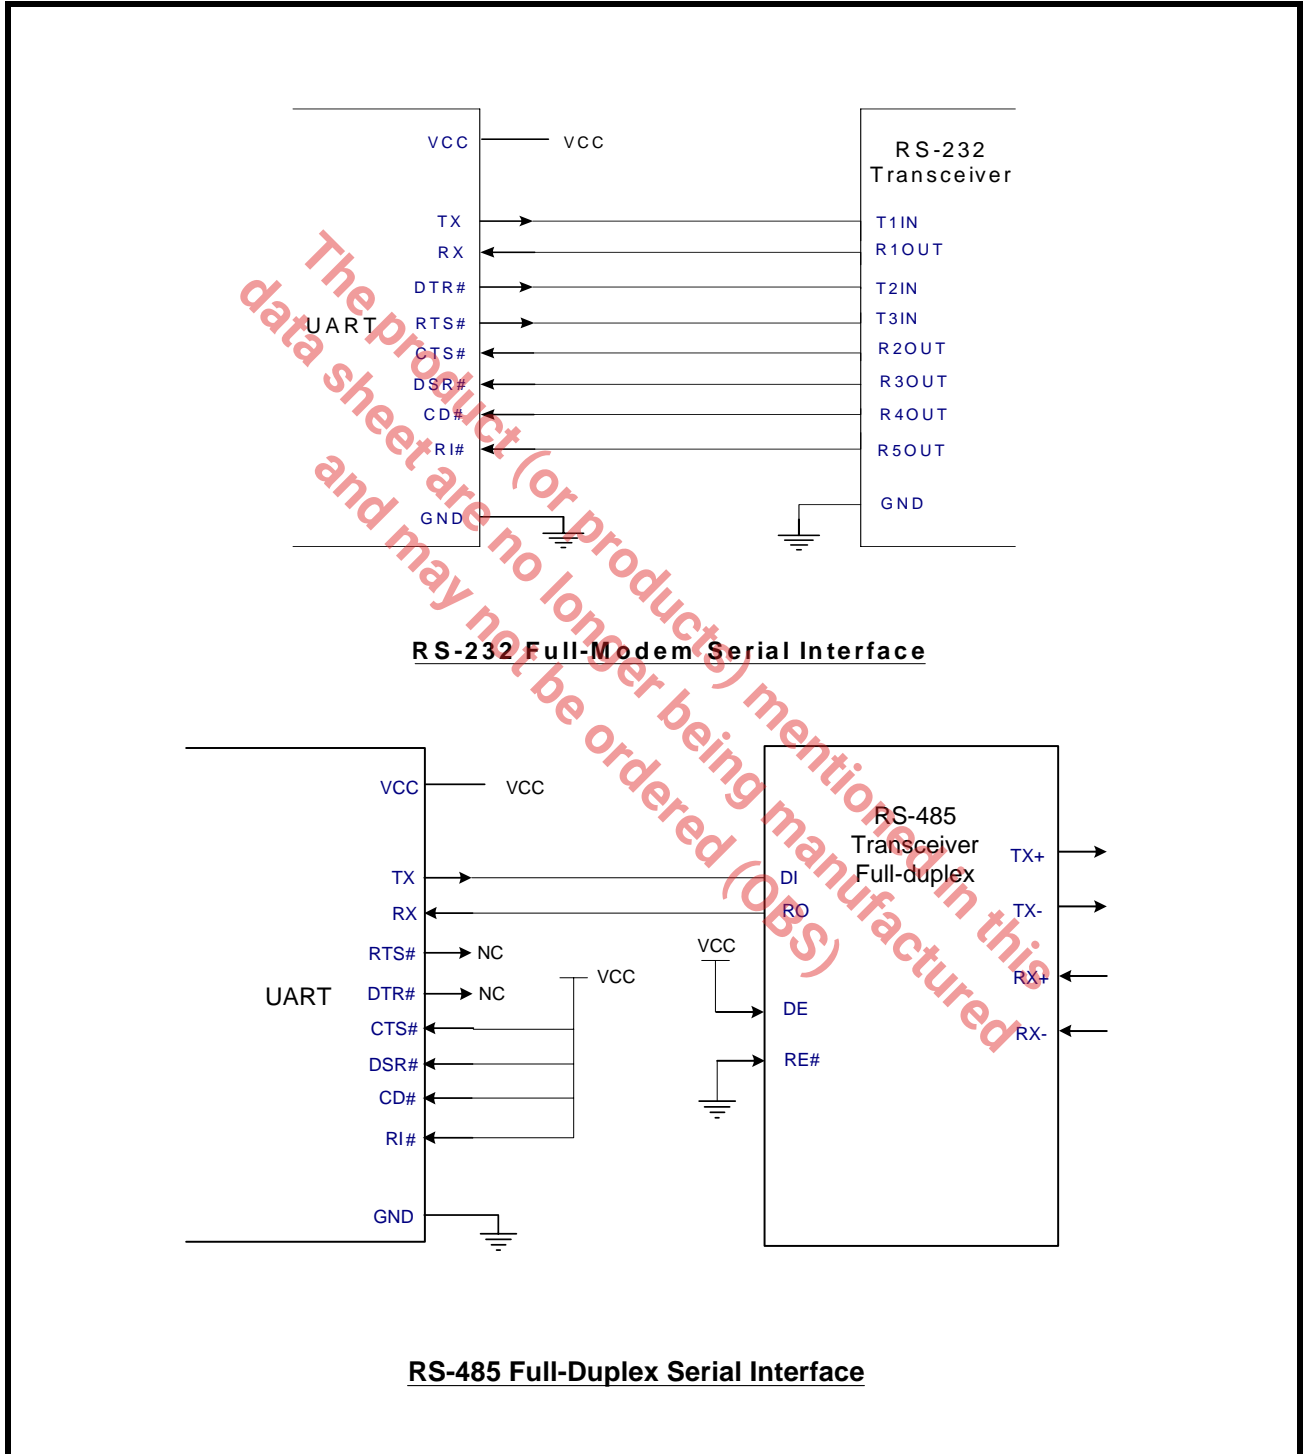 VCC VCC
RS-232
Transceiver
TX T1IN
RX R1OUT
DTR# T2IN
UART RTS# T3IN
CTS# R2OUT
DSR# R3OUT
CD# R4OUT
RI# R5OUT
GND GND
RS-232 Full-Modem Serial Interface
VCC VCC
RS-485
Transceiver
Full-duplex
TX+
TX DI
RX RO TX-
RTS# NC VCC
VCC RX+
UART DTR# NC
DE
CTS# RX-
DSR# RE#
CD#
RI#
GND
RS-485 Full-Duplex Serial Interface
The product (or products) mentioned in this
data sheet are no longer being manufactured
and may not be ordered (OBS)